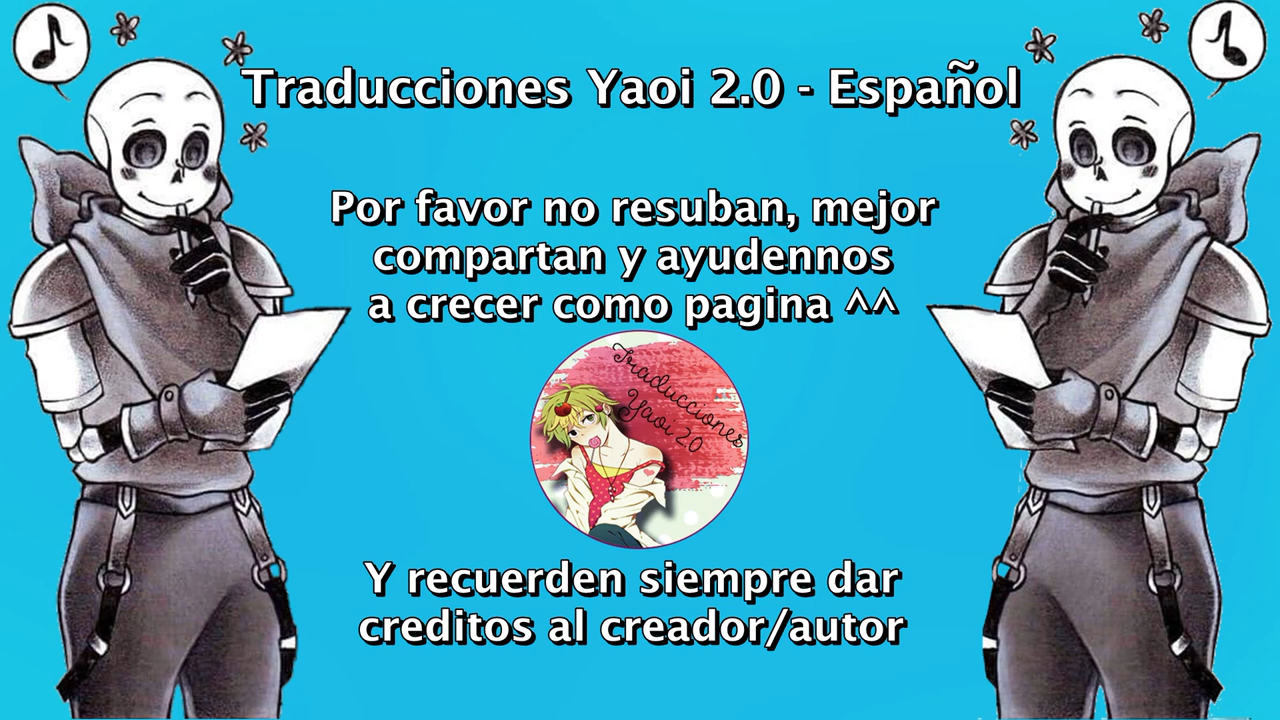 Traducciones Yaoi 2.0 - Español
Por favor no resuban, mejor
compartan y ayudennos
a crecer como pagina ^^
Traducciones
Yaoi 2.0
Y recuerden siempre dar
creditos al creador/autor